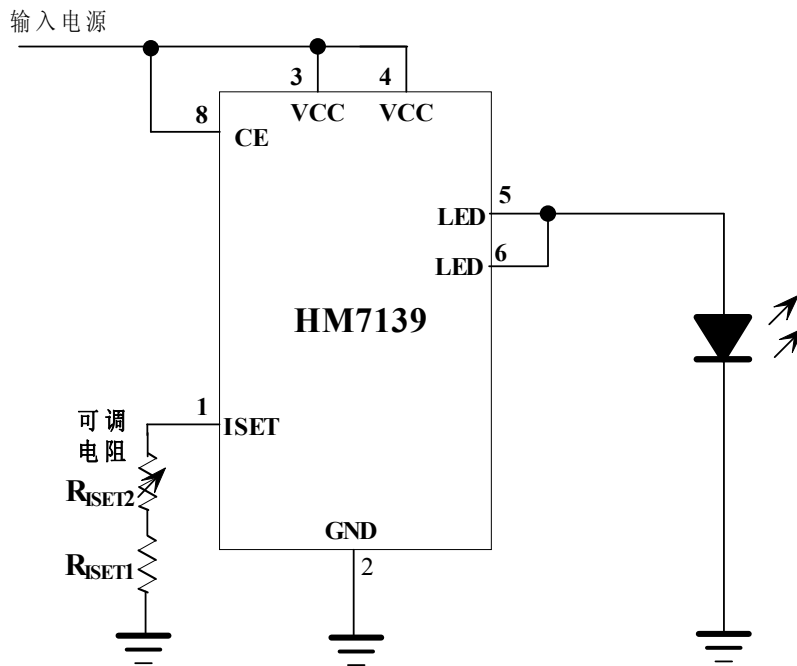 输入电源
3
4
VCC
VCC
8
CE
5
LED
6
LED
HM7139
1
ISET
可调
电阻
RISET2
RISET1
GND
2